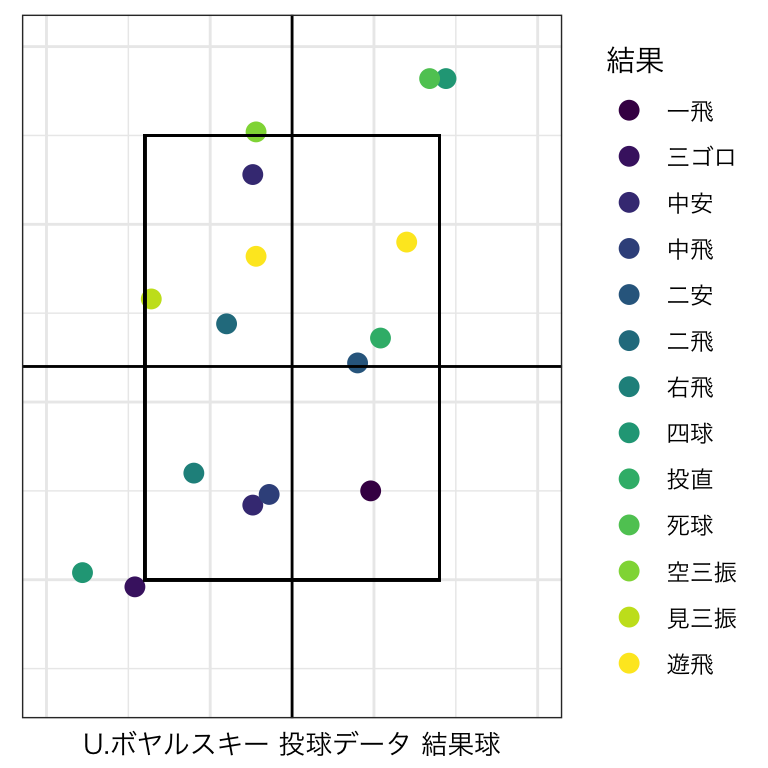 結果
一飛
三ゴロ
中安
中飛
二安
二飛
右飛
四球
投直
死球
空三振
見三振
遊飛
U.ボヤルスキー 投球データ 結果球